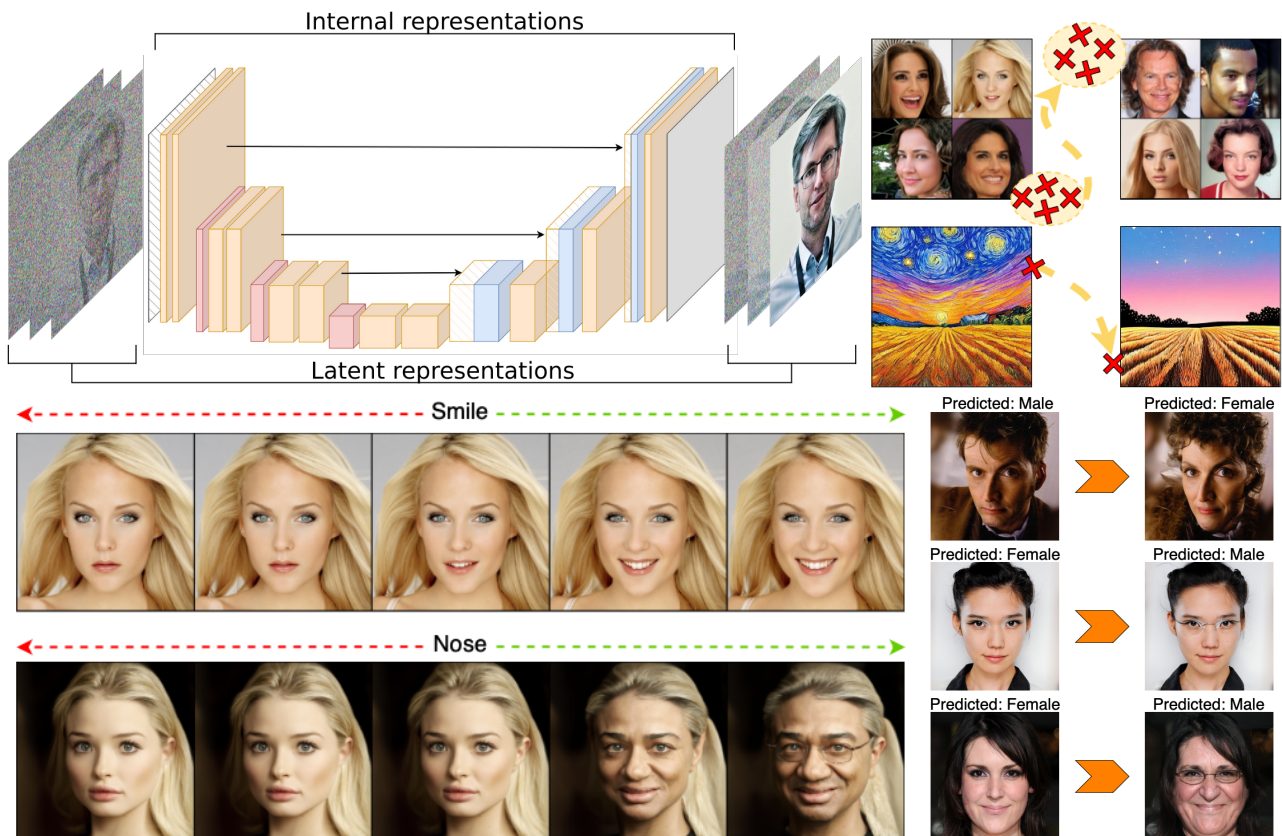 Internal representations
Latent representations
Smile
Nose
Predicted: Male
Predicted: Female
Predicted: Female
Predicted: Male
Predicted: Female
Predicted: Male